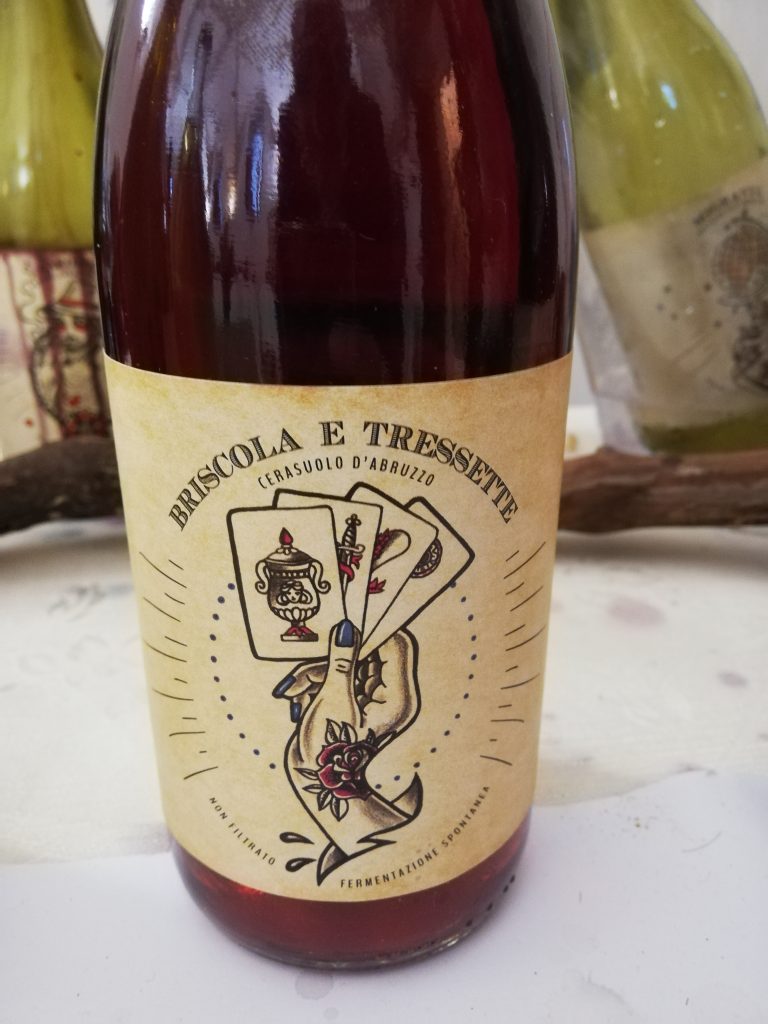 BRISCOLA E TRESSETTE
CERASUOLO D'ABRUZZO
NON FILTRATO
FERMENTAZIONE SPONTANEA